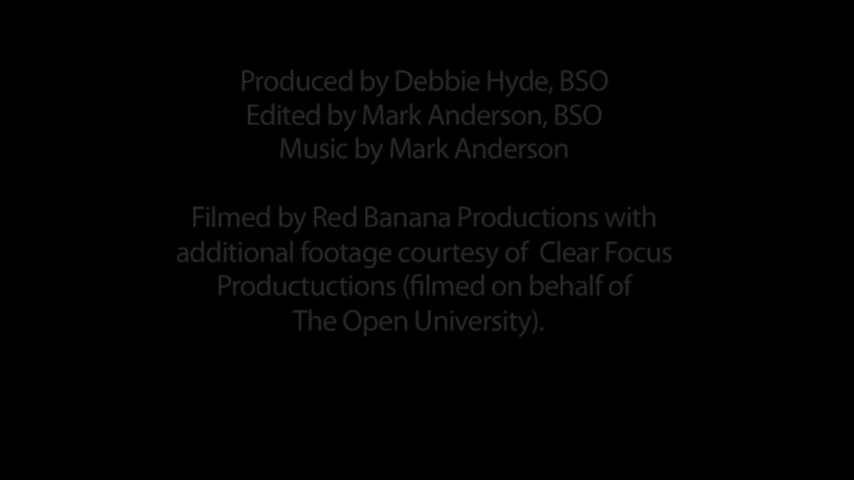 Produced by Debbie Hyde, BSO
Edited by Mark Anderson, BSO
Music by Mark Anderson
Filmed by Red Banana Productions with
additional footage courtesy of Clear Focus
Productuctions (filmed on behalf of
The Open University).